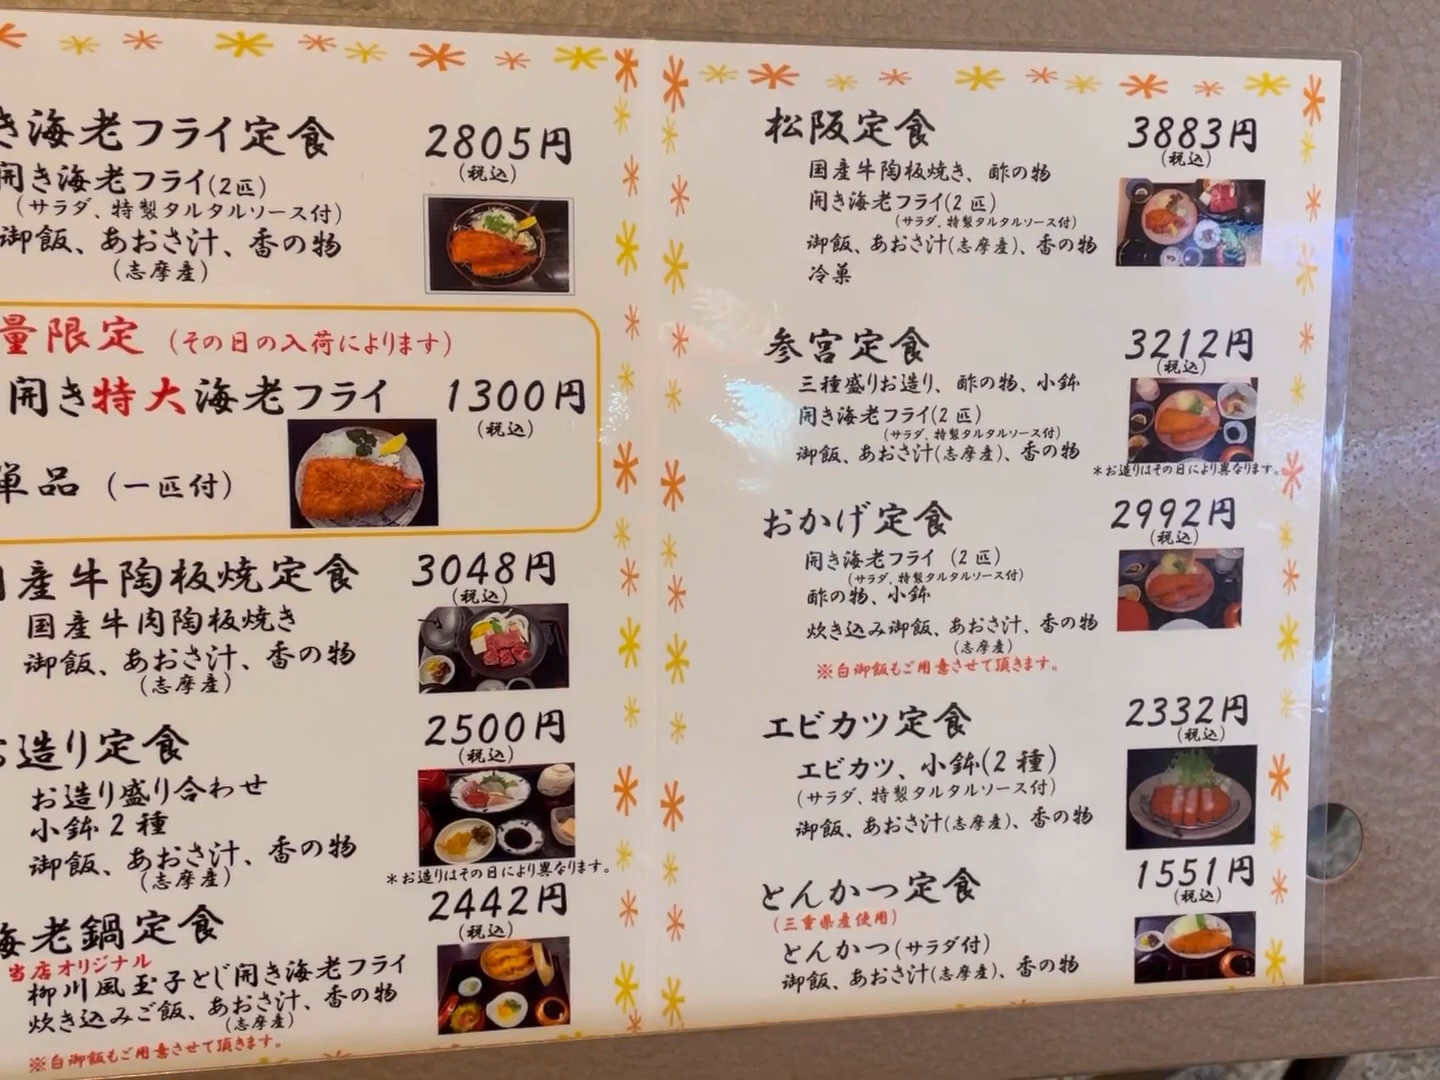 き海老フライ定食 2805円
(税込)
開き海老フライ(2匹)
(サラダ、特製タルタルソース付)
御飯、あおさ汁、香の物
(志摩産)
量限定 (その日の入荷によります)
開き特大海老フライ 1300円
(税込)
単品 (一匹付)
産牛陶板焼定食 3048円
(税込)
国産牛肉陶板焼き
御飯、あおさ汁、香の物
(志摩産)
お造り定食 2500円
(税込)
お造り盛り合わせ
小鉢2種
御飯、あおさ汁、香の物
(志摩産)
*お造りはその日により異なります。
海老鍋定食 2442円
(税込)
当店オリジナル
柳川風玉子とじ開き海老フライ
炊き込みご飯、あおさ汁、香の物
(志摩産)
※白御飯もご用意させて頂きます。
松阪定食 3883円
(税込)
国産牛陶板焼き、酢の物
開き海老フライ(2匹)
(サラダ、特製タルタルソース付)
御飯、あおさ汁(志摩産)、香の物
冷菓
参宮定食 3212円
(税込)
三種盛りお造り、酢の物、小鉢
開き海老フライ(2匹)
(サラダ、特製タルタルソース付)
御飯、あおさ汁(志摩産)、香の物
*お造りはその日により異なります。
おかげ定食 2992円
(税込)
開き海老フライ (2匹)
(サラダ、特製タルタルソース付)
酢の物、小鉢
炊き込み御飯、あおさ汁、香の物
(志摩産)
※白御飯もご用意させて頂きます。
エビカツ定食 2332円
(税込)
エビカツ、小鉢(2種)
(サラダ、特製タルタルソース付)
御飯、あおさ汁(志摩産)、香の物
とんかつ定食 1551円
(税込)
(三重県産使用)
とんかつ(サラダ付)
御飯、あおさ汁(志摩産)、香の物